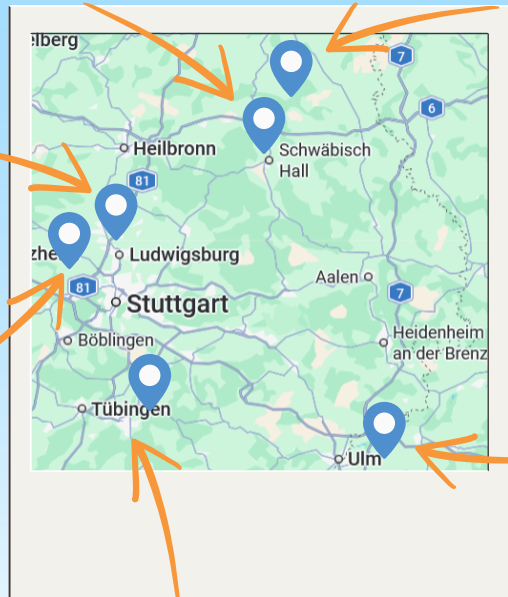 elberg
7
6
Heilbronn
Schwäbisch
Hall
81
zhe
Ludwigsburg
Aalen
81
7
Stuttgart
Böblingen
Heidenheim
an der Brenz
Tübingen
Ulm